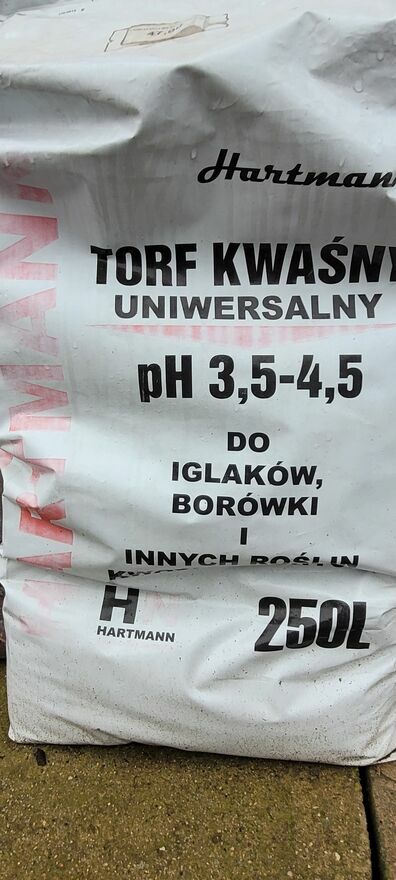 Hartmann
TORF KWAŚNY
UNIWERSALNY
pH 3,5-4,5
DO
IGLAKÓW,
BORÓWKI
I
INNYCH ROŚLIN
H
HARTMANN
250L